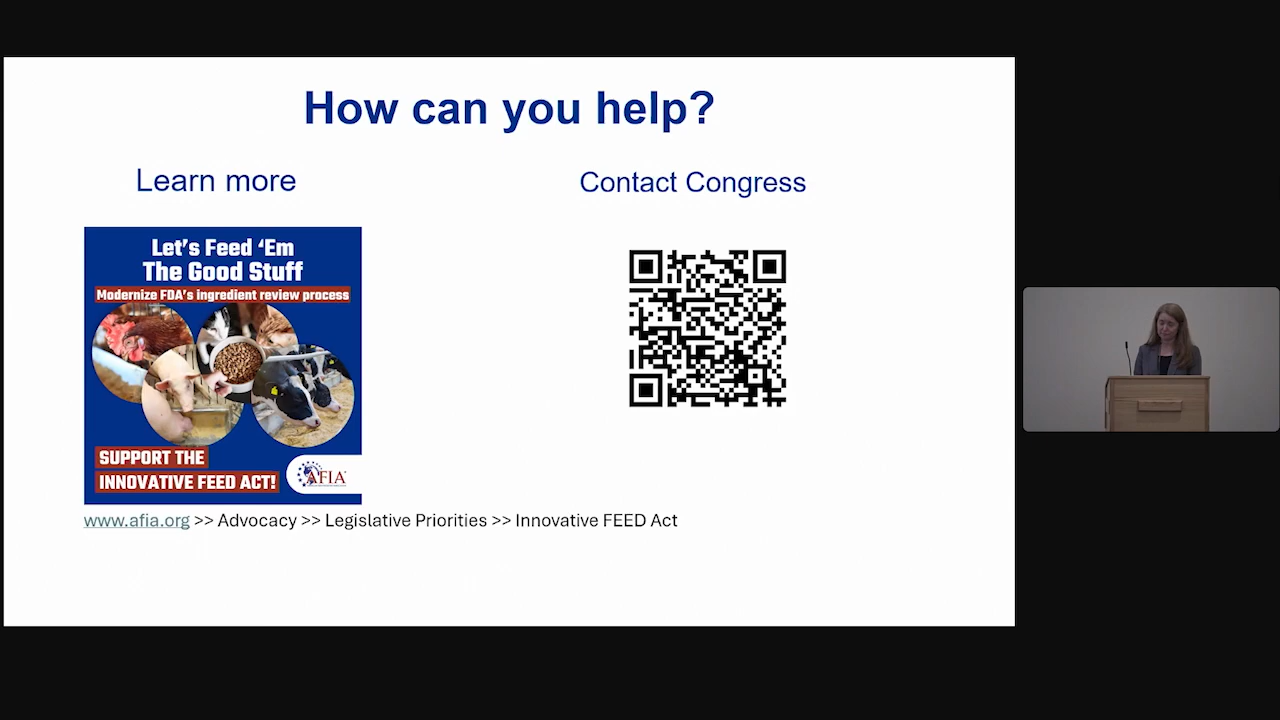 How can you help?
Learn more
Contact Congress
Let's Feed ‘Em
The Good Stuff
Modernize FDA's ingredient review process
SUPPORT THE
INNOVATIVE FEED ACT!
AFIA
www.afia.org >> Advocacy >> Legislative Priorities >> Innovative FEED Act